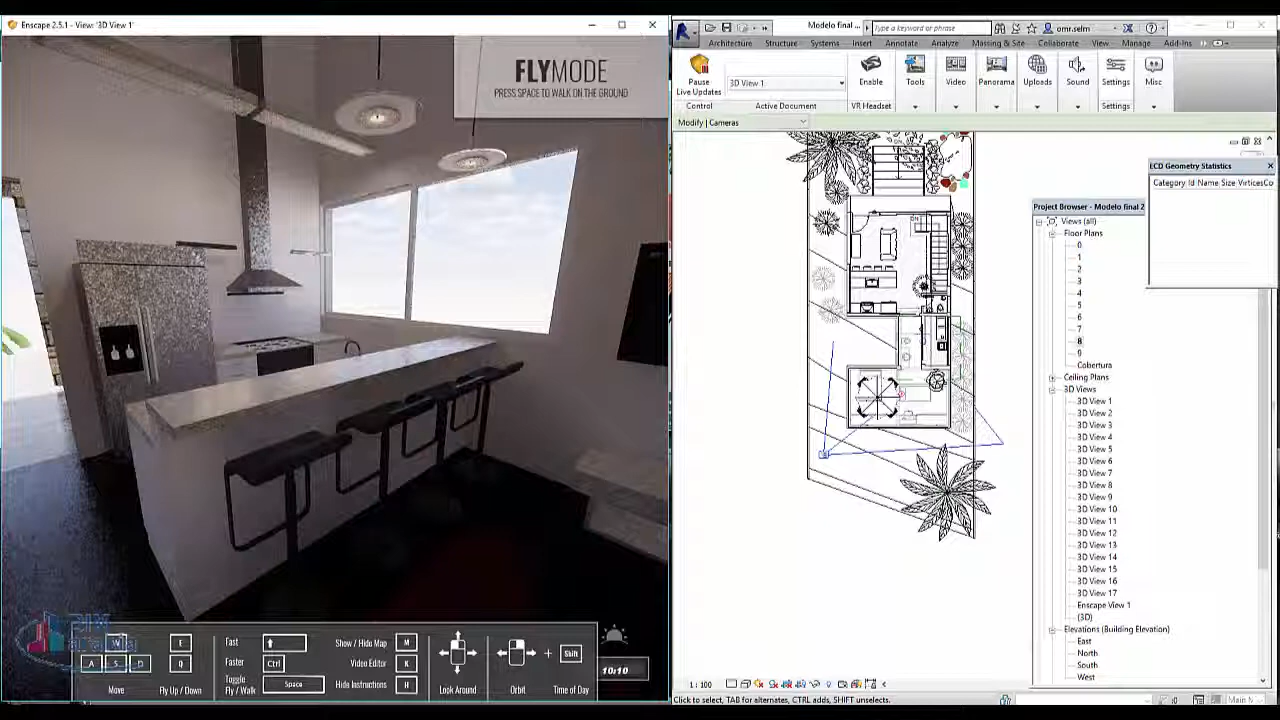 Enscape 2.5.1 - View: '3D View 1'
FLYMODE
PRESS SPACE TO WALK ON THE GROUND
W
A S D
Move
E
Q
Fly Up / Down
Fast
Faster
Ctrl
Toggle
Fly / Walk
Space
Show / Hide Map M
Video Editor K
Hide Instructions H
Look Around
Orbit
+ Shift
Time of Day
10:10
Modelo final ...
Type a keyword or phrase
omr.selm...
Architecture Structure Systems Insert Annotate Analyze Massing & Site Collaborate View Manage Add-Ins
Pause
Live Updates
3D View 1
Enable
Tools
Video
Panorama
Uploads
Sound
Settings
Misc
Control
Active Document
VR Headset
Settings
Modify | Cameras
DN
ECD Geometry Statistics
Category Id Name Size VirticesCo
Project Browser - Modelo final 2
Views (all)
Floor Plans
0
1
2
3
4
5
6
7
8
9
Cobertura
Ceiling Plans
3D Views
3D View 1
3D View 2
3D View 3
3D View 4
3D View 5
3D View 6
3D View 7
3D View 8
3D View 9
3D View 10
3D View 11
3D View 12
3D View 13
3D View 14
3D View 15
3D View 16
3D View 17
Enscape View 1
{3D}
Elevations (Building Elevation)
East
North
South
West
1 : 100
Click to select, TAB for alternates, CTRL adds, SHIFT unselects.
:0
Main M